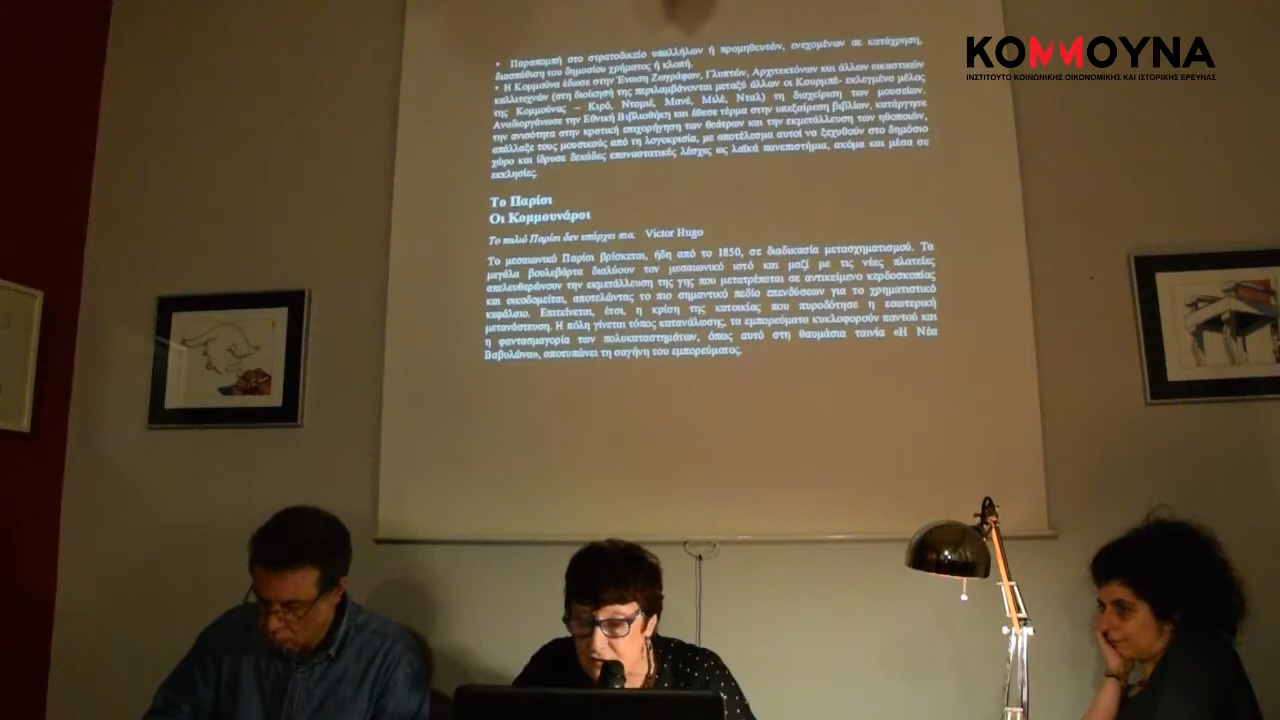 ΚΟΜΜΟΥΝΑ
ΙΝΣΤΙΤΟΥΤΟ ΚΟΙΝΩΝΙΚΗΣ ΟΙΚΟΝΟΜΙΚΗΣ ΚΑΙ ΙΣΤΟΡΙΚΗΣ ΕΡΕΥΝΑΣ
• Παραπομπή στο στρατοδικείο υπαλλήλων ή προμηθευτών, ενεχομένων σε κατάχρηση,
διασπάθιση του δημοσίου χρήματος ή κλοπή.
• Η Κομμούνα έδωσε στην Ένωση Ζωγράφων, Γλυπτών, Αρχιτεκτόνων και άλλων εικαστικών
καλλιτεχνών (στη διοίκησή της περιλαμβάνονται μεταξύ άλλων οι Κουρμπέ- εκλεγμένο μέλος
της Κομμούνας – Κιρό, Ντομιέ, Μανέ, Μιλέ, Νταλ) τη διαχείριση των μουσείων.
Αναδιοργάνωσε την Εθνική Βιβλιοθήκη και έθεσε τέρμα στην υπεξαίρεση βιβλίων, κατάργησε
την ανισότητα στην κρατική επιχορήγηση των θεάτρων και την εκμετάλλευση των ηθοποιών,
απάλλαξε τους μουσικούς από τη λογοκρισία, με αποτέλεσμα αυτοί να ξεχυθούν στο δημόσιο
χώρο και ίδρυσε δεκάδες επαναστατικές λέσχες ως λαϊκά πανεπιστήμια, ακόμα και μέσα σε
εκκλησίες.
Το Παρίσι
Οι Κομμουνάροι
Το παλιό Παρίσι δεν υπάρχει πια. Victor Hugo
Το μεσαιωνικό Παρίσι βρίσκεται, ήδη από το 1850, σε διαδικασία μετασχηματισμού. Τα
μεγάλα βουλεβάρτα διαλύουν τον μεσαιωνικό ιστό και μαζί με τις νέες πλατείες
απελευθερώνουν την εκμετάλλευση της γης που μετατρέπεται σε αντικείμενο κερδοσκοπίας
και οικοδομείται, αποτελώντας το πιο σημαντικό πεδίο επενδύσεων για το χρηματιστικό
κεφάλαιο. Επιτείνεται, έτσι, η κρίση της κατοικίας που πυροδότησε η εσωτερική
μετανάστευση. Η πόλη γίνεται τόπος κατανάλωσης, τα εμπορεύματα κυκλοφορούν παντού και
η φαντασμαγορία των πολυκαταστημάτων, όπως αυτό στη θαυμάσια ταινία «Η Νέα
Βαβυλώνα», αποτυπώνει τη σαγήνη του εμπορεύματος.